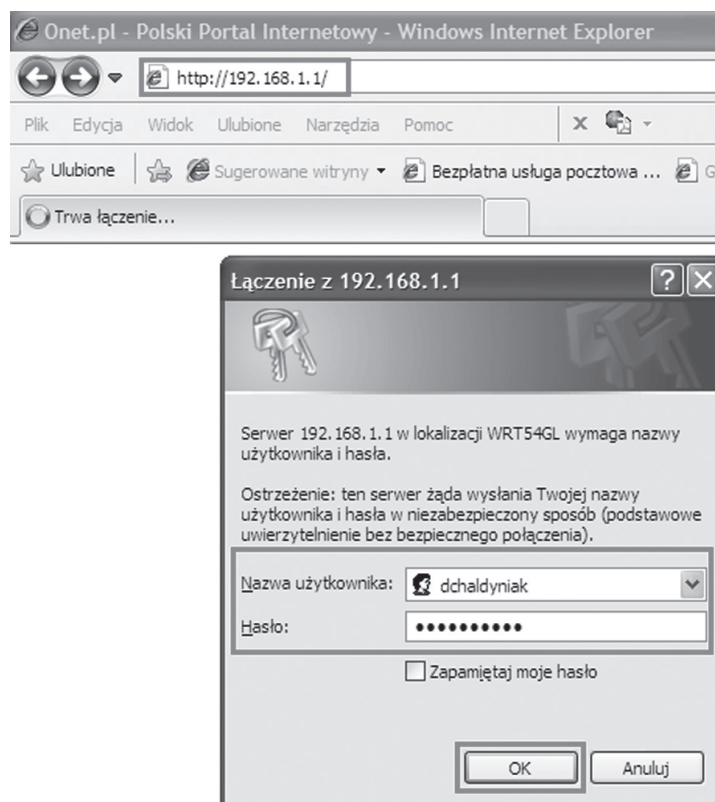 Onet.pl - Polski Portal Internetowy - Windows Internet Explorer
http://192.168.1.1/
Plik Edycja Widok Ulubione Narzędzia Pomoc
Ulubione Sugerowane witryny Bezpłatna usługa pocztowa ... G
Trwa łączenie...
Łączenie z 192.168.1.1
Serwer 192.168.1.1 w lokalizacji WRT54GL wymaga nazwy
użytkownika i hasła.
Ostrzeżenie: ten serwer żąda wysłania Twojej nazwy
użytkownika i hasła w niezabezpieczony sposób (podstawowe
uwierzytelnienie bez bezpiecznego połączenia).
Nazwa użytkownika: dchaldyniak
Hasło: ••••••••••
Zapamiętaj moje hasło
OK Anuluj